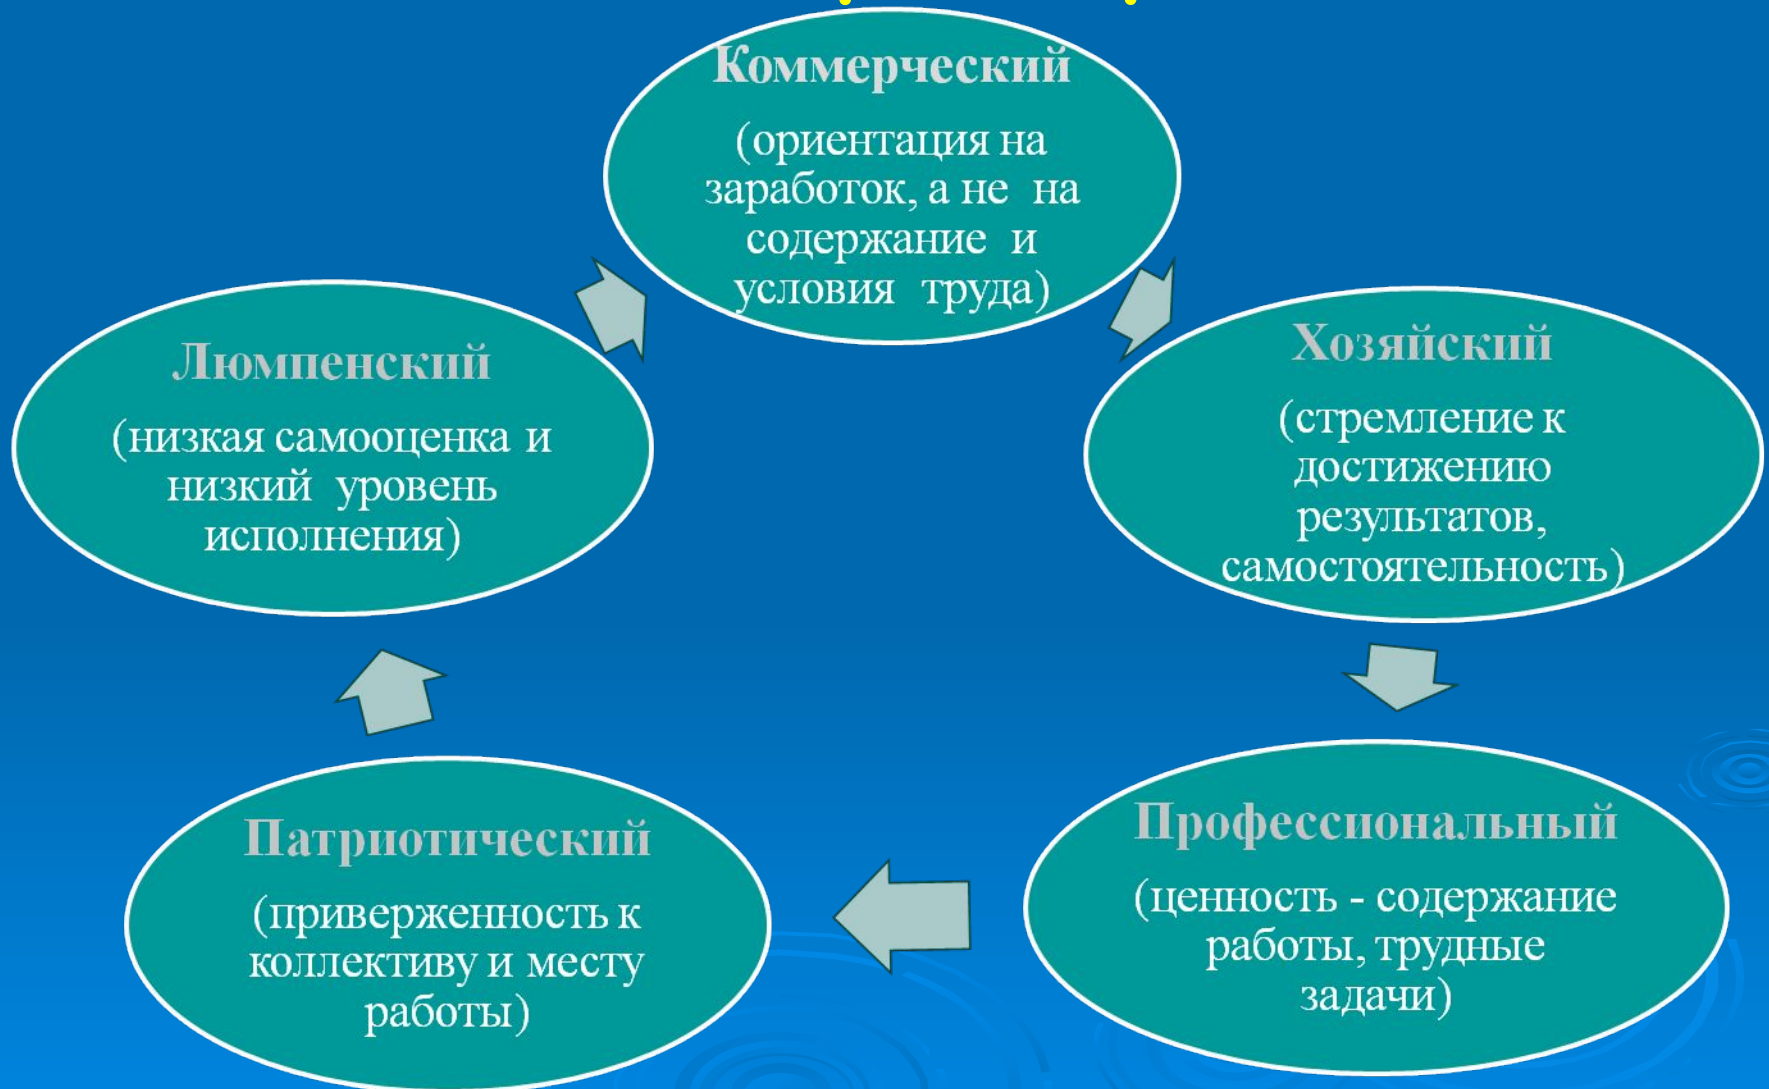 Коммерческий
(ориентация на
заработок, а не на
содержание и
условия труда)
Хозяйский
(стремление к
достижению
результатов,
самостоятельность)
Профессиональный
(ценность - содержание
работы, трудные
задачи)
Патриотический
(приверженность к
коллективу и месту
работы)
Люмпенский
(низкая самооценка и
низкий уровень
исполнения)